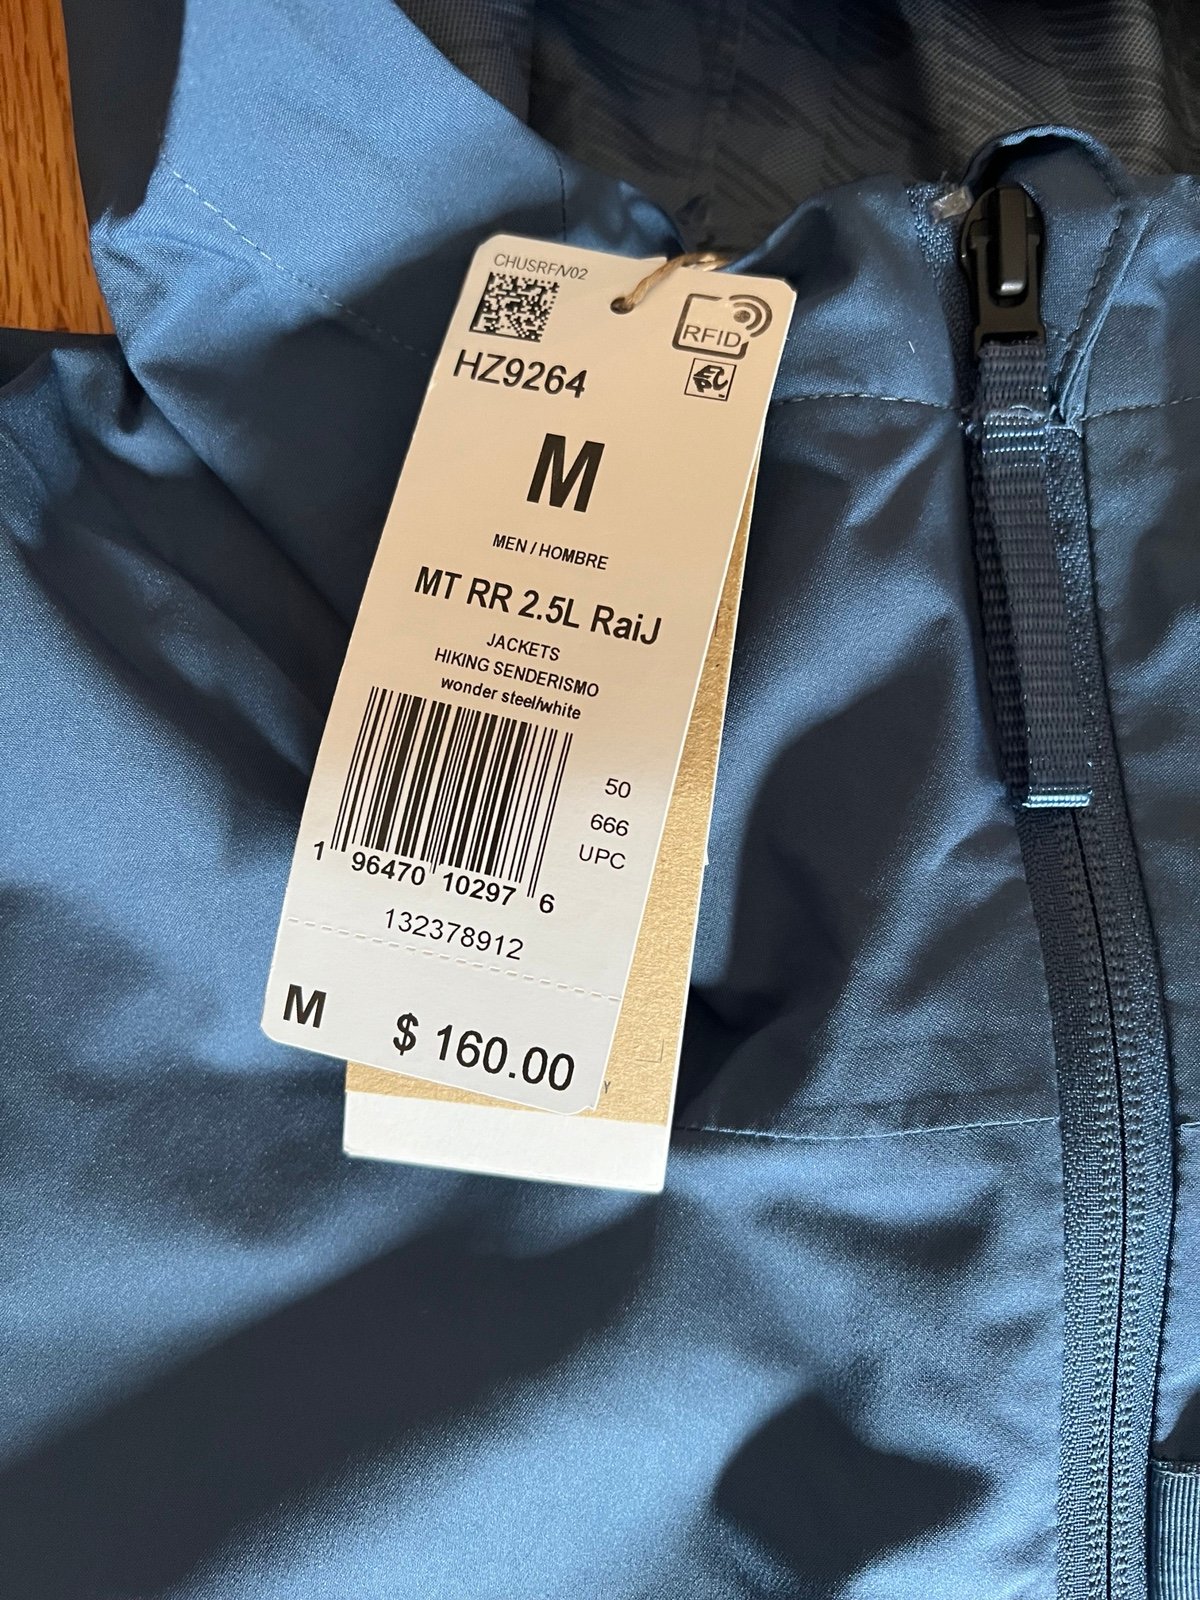 CHUSRF/V02
RFID
EPC
HZ9264
M
MEN / HOMBRE
MT RR 2.5L RaiJ
JACKETS
HIKING SENDERISMO
wonder steel/white
50
666
UPC
1 96470 10297 6
132378912
M $ 160.00
Y